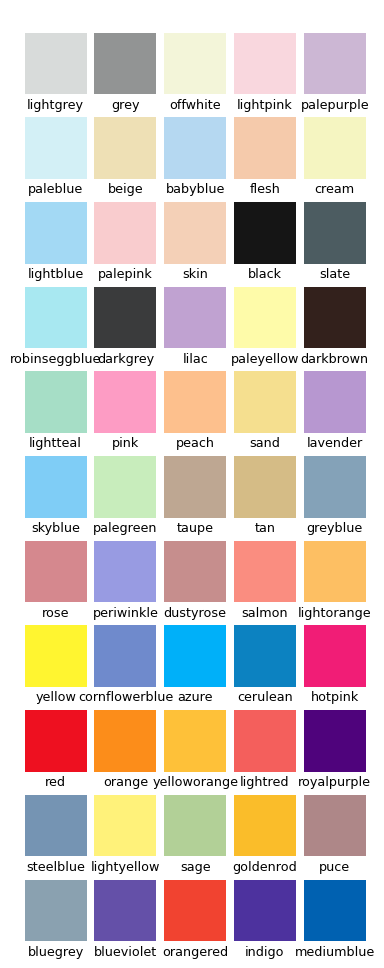 lightgrey grey offwhite lightpink palepurple
paleblue beige babyblue flesh cream
lightblue palepink skin black slate
robinseggblue darkgrey lilac paleyellow darkbrown
lightteal pink peach sand lavender
skyblue palegreen taupe tan greyblue
rose periwinkle dustyrose salmon lightorange
yellow cornflowerblue azure cerulean hotpink
red orange yelloworange lightred royalpurple
steelblue lightyellow sage goldenrod puce
bluegrey blueviolet orangered indigo mediumblue